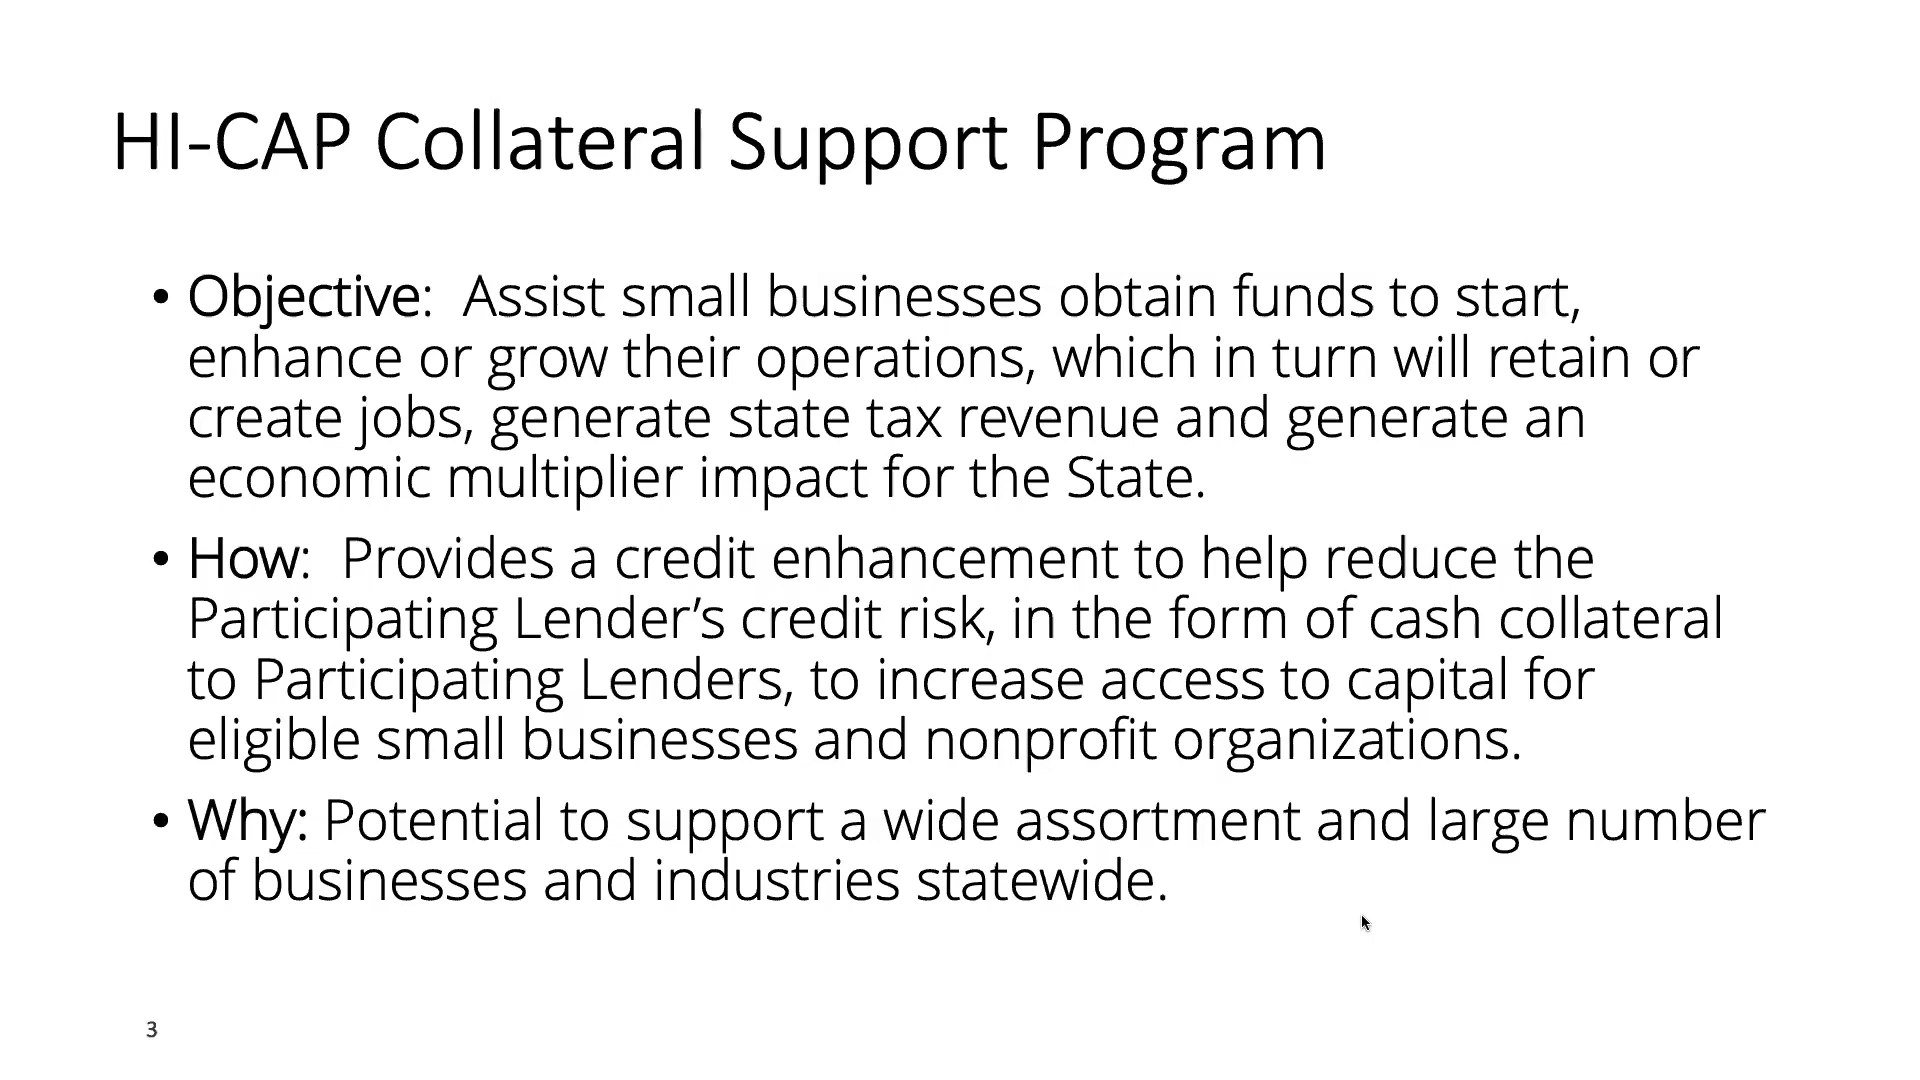 HI-CAP Collateral Support Program
• Objective:  Assist small businesses obtain funds to start,
enhance or grow their operations, which in turn will retain or
create jobs, generate state tax revenue and generate an
economic multiplier impact for the State.
• How:  Provides a credit enhancement to help reduce the
Participating Lender’s credit risk, in the form of cash collateral
to Participating Lenders, to increase access to capital for
eligible small businesses and nonprofit organizations.
• Why: Potential to support a wide assortment and large number
of businesses and industries statewide.
3